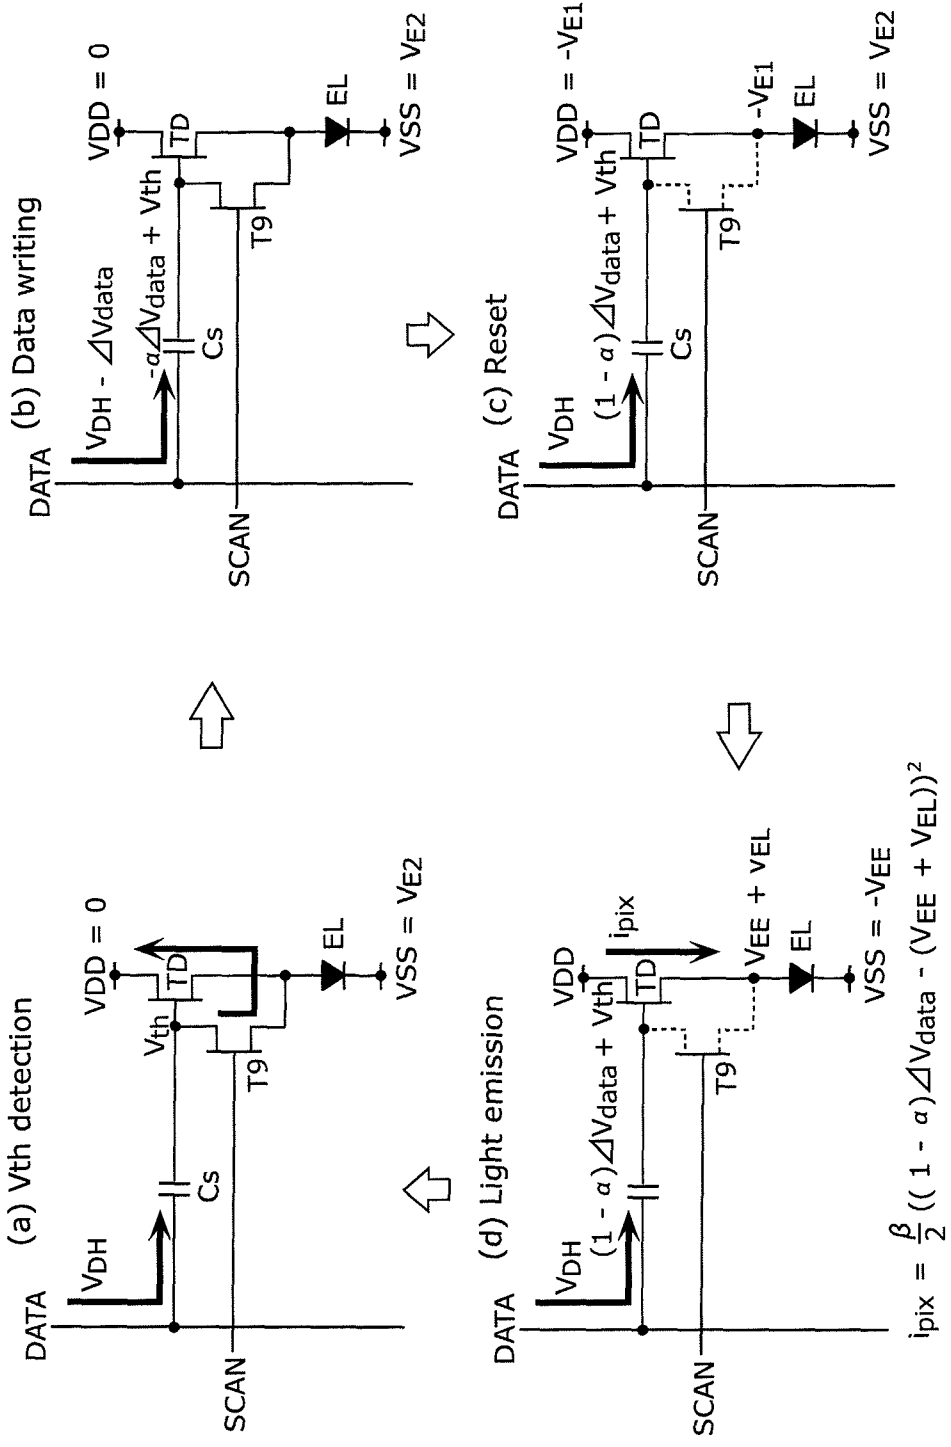 (a) Vth detection
DATA
VDH
Cs
Vth
VDD = 0
TD
T9
EL
SCAN
VSS = VE2
(b) Data writing
DATA
VDH - ⊿Vdata
-α⊿Vdata + Vth
Cs
VDD = 0
TD
T9
EL
SCAN
VSS = VE2
(d) Light emission
DATA
VDH
(1 - α)⊿Vdata + Vth
VDD
TD
ipix
T9
VEE + vEL
EL
SCAN
VSS = -VEE
ipix = β/2 (( 1 - α)⊿Vdata - (VEE + VEL))²
(c) Reset
DATA
VDH
(1 - α)⊿Vdata + Vth
Cs
VDD = -VE1
TD
T9
-VE1
EL
SCAN
VSS = VE2